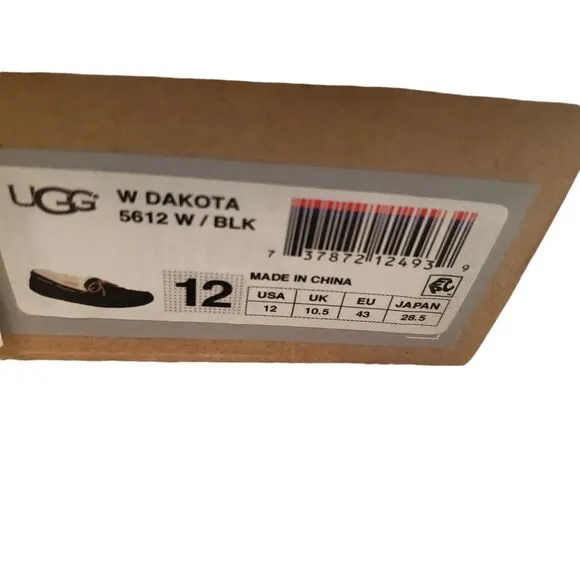 UGG®
W DAKOTA
5612 W / BLK
7 37872 12493 9
12
MADE IN CHINA
USA UK EU JAPAN
12 10.5 43 28.5